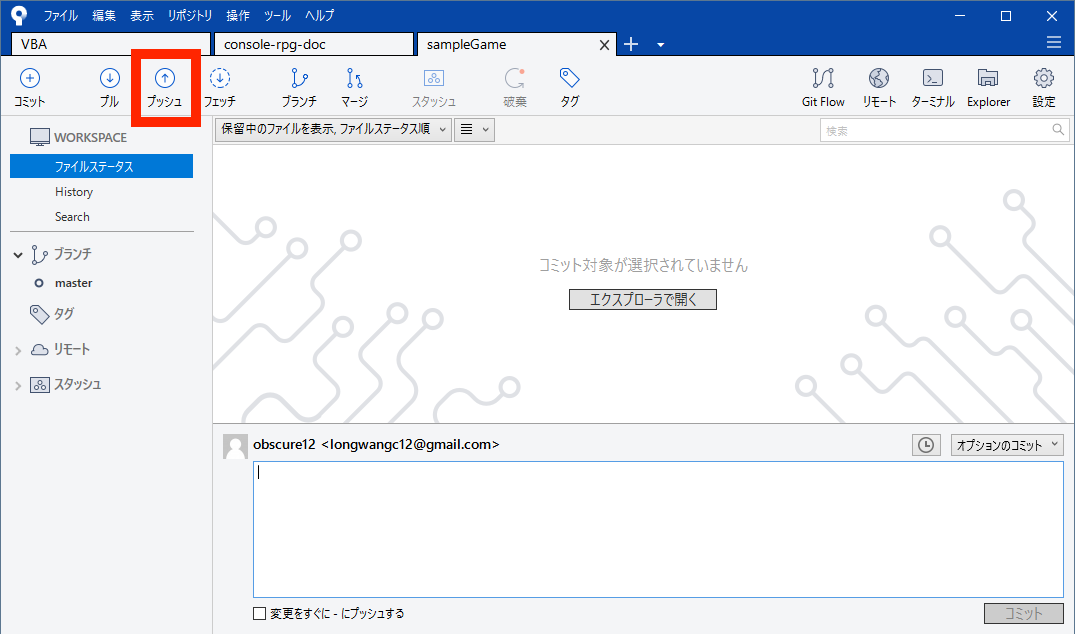 ファイル 編集 表示 リポジトリ 操作 ツール ヘルプ
VBA console-rpg-doc sampleGame
コミット プル プッシュ フェッチ ブランチ マージ スタッシュ 破棄 タグ Git Flow リモート ターミナル Explorer 設定
WORKSPACE
ファイルステータス
History
Search
ブランチ
master
タグ
リモート
スタッシュ
保留中のファイルを表示, ファイルステータス順
検索
コミット対象が選択されていません
エクスプローラで開く
obscure12 <longwangc12@gmail.com>
オプションのコミット
変更をすぐに - にプッシュする
コミット